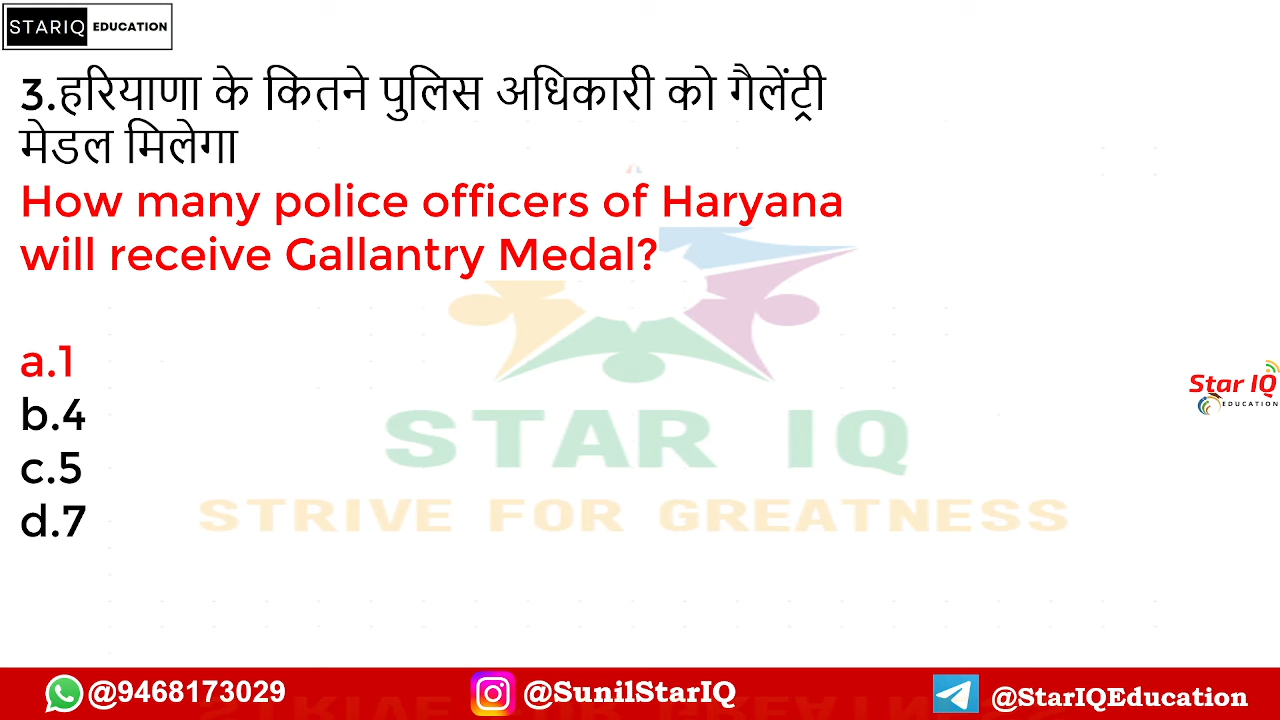 STARIQ EDUCATION
3.हरियाणा के कितने पुलिस अधिकारी को गैलेंट्री
मेडल मिलेगा
How many police officers of Haryana
will receive Gallantry Medal?
a.1
b.4
c.5
d.7
STAR IQ
STRIVE FOR GREATNESS
Star IQ
EDUCATION
@9468173029 @SunilStarIQ @StarIQEducation